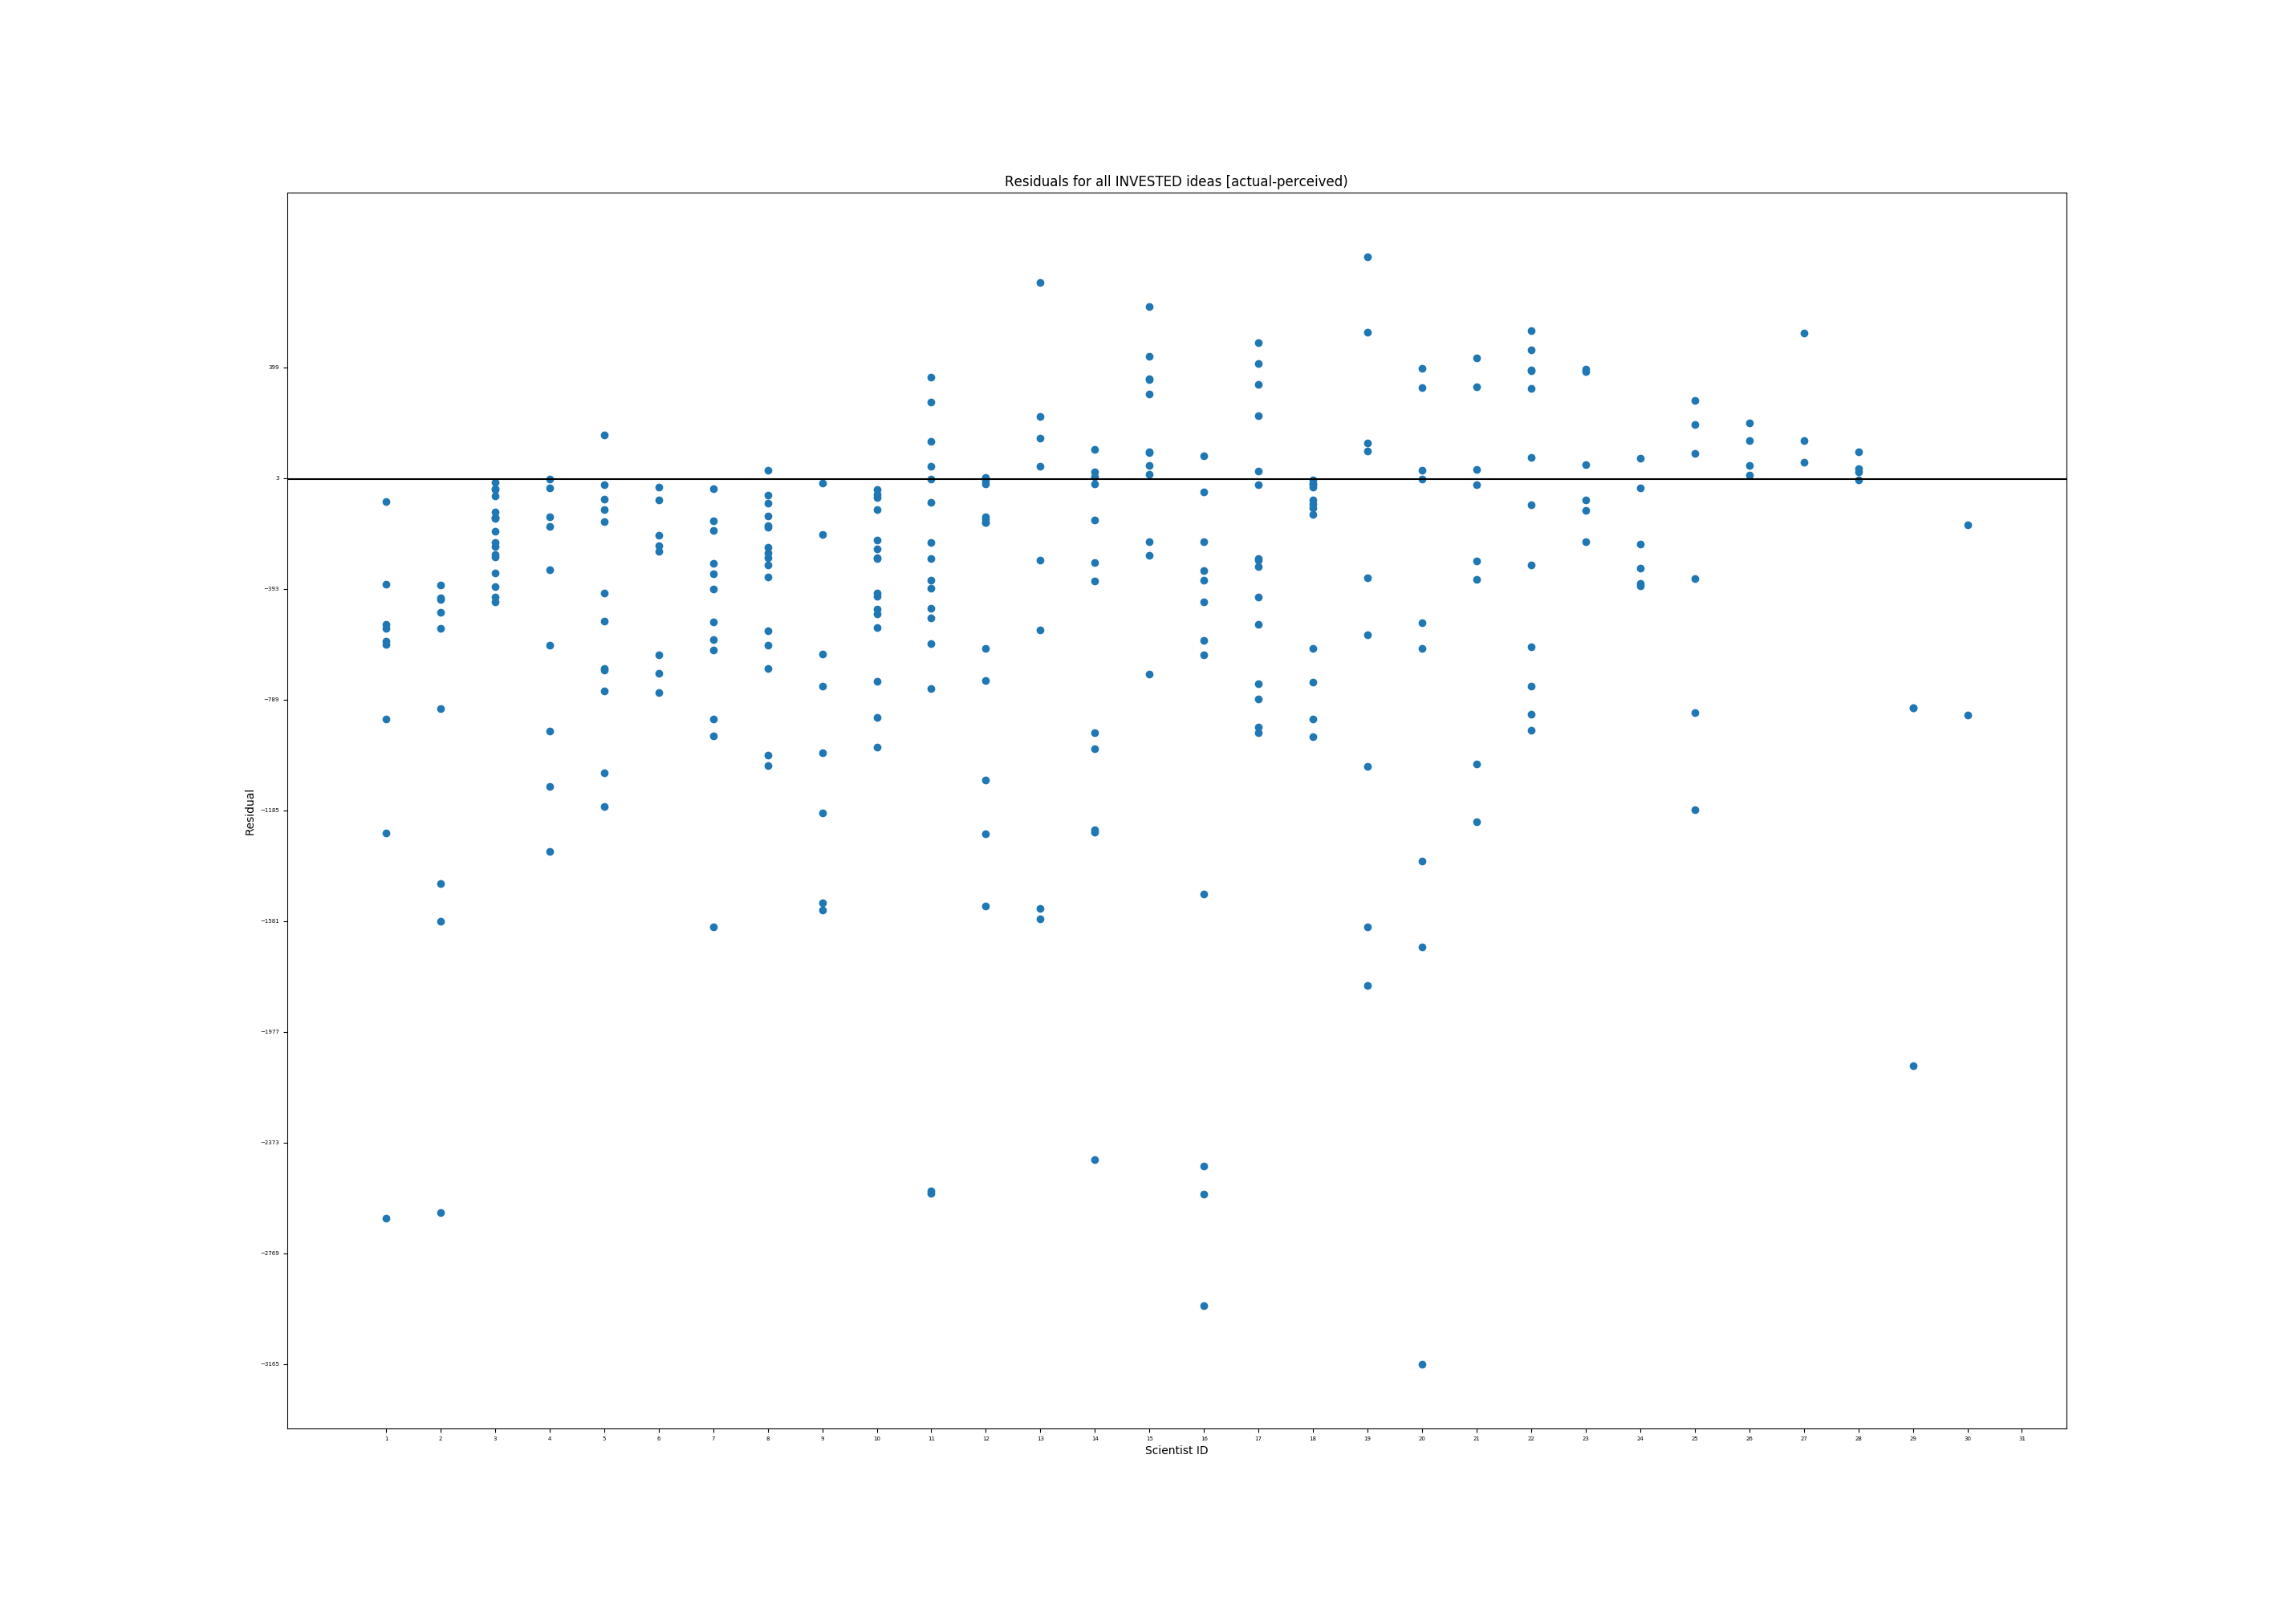 Residuals for all INVESTED ideas [actual-perceived)
399
3
−393
−789
−1185
−1581
−1977
−2373
−2769
−3165
Residual
1 2 3 4 5 6 7 8 9 10 11 12 13 14 15 16 17 18 19 20 21 22 23 24 25 26 27 28 29 30 31
Scientist ID